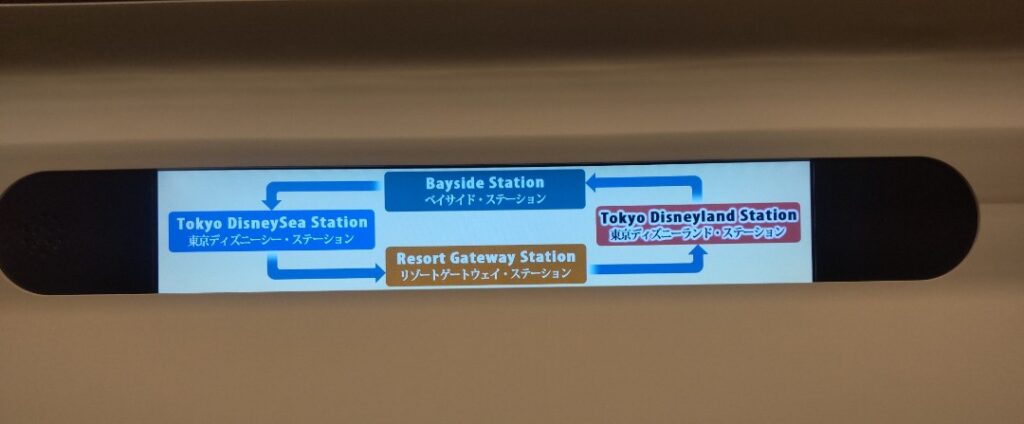 Bayside Station
ベイサイド・ステーション
Tokyo DisneySea Station
東京ディズニーシー・ステーション
Tokyo Disneyland Station
東京ディズニーランド・ステーション
Resort Gateway Station
リゾートゲートウェイ・ステーション